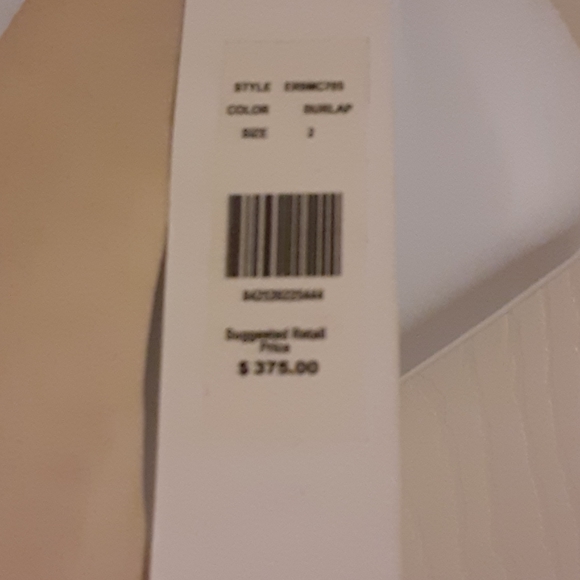 STYLE
COLOR BURLAP
SIZE 2
Suggested Retail
Price
$ 375.00